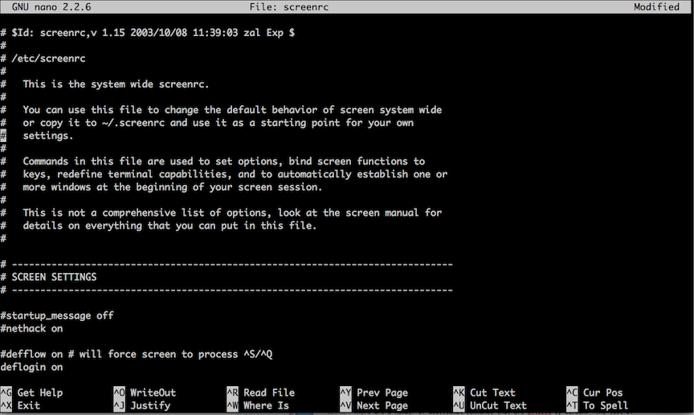 GNU nano 2.2.6 File: screenrc Modified
# $Id: screenrc,v 1.15 2003/10/08 11:39:03 zal Exp $
#
# /etc/screenrc
#
# This is the system wide screenrc.
#
# You can use this file to change the default behavior of screen system wide
# or copy it to ~/.screenrc and use it as a starting point for your own
# settings.
#
# Commands in this file are used to set options, bind screen functions to
# keys, redefine terminal capabilities, and to automatically establish one or
# more windows at the beginning of your screen session.
#
# This is not a comprehensive list of options, look at the screen manual for
# details on everything that you can put in this file.
#
# ---------------------------------------------------------------------------
# SCREEN SETTINGS
# ---------------------------------------------------------------------------
#startup_message off
#nethack on
#defflow on # will force screen to process ^S/^Q
deflogin on
^G Get Help ^O WriteOut ^R Read File ^Y Prev Page ^K Cut Text ^C Cur Pos
^X Exit ^J Justify ^W Where Is ^V Next Page ^U UnCut Text ^T To Spell